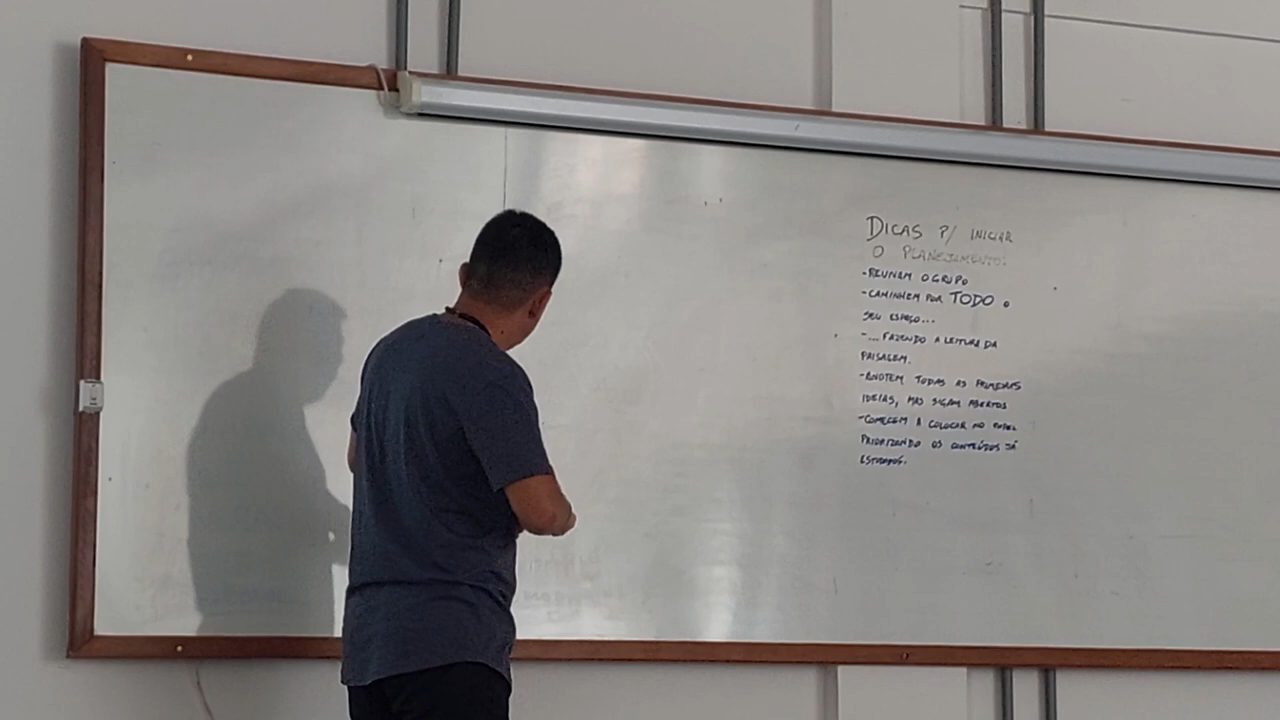 DICAS P/ INICIAR
O PLANEJAMENTO:
-REUNAM O GRUPO
-CAMINHEM POR TODO O
SEU ESPAÇO...
-... FAZENDO A LEITURA DA
PAISAGEM.
-ANOTEM TODAS AS PRIMEIRAS
IDEIAS, MAS SIGAM ABERTOS
-COMECEM A COLOCAR NO PAPEL
PRIORIZANDO OS CONTEÚDOS JÁ
ESTUDADOS.